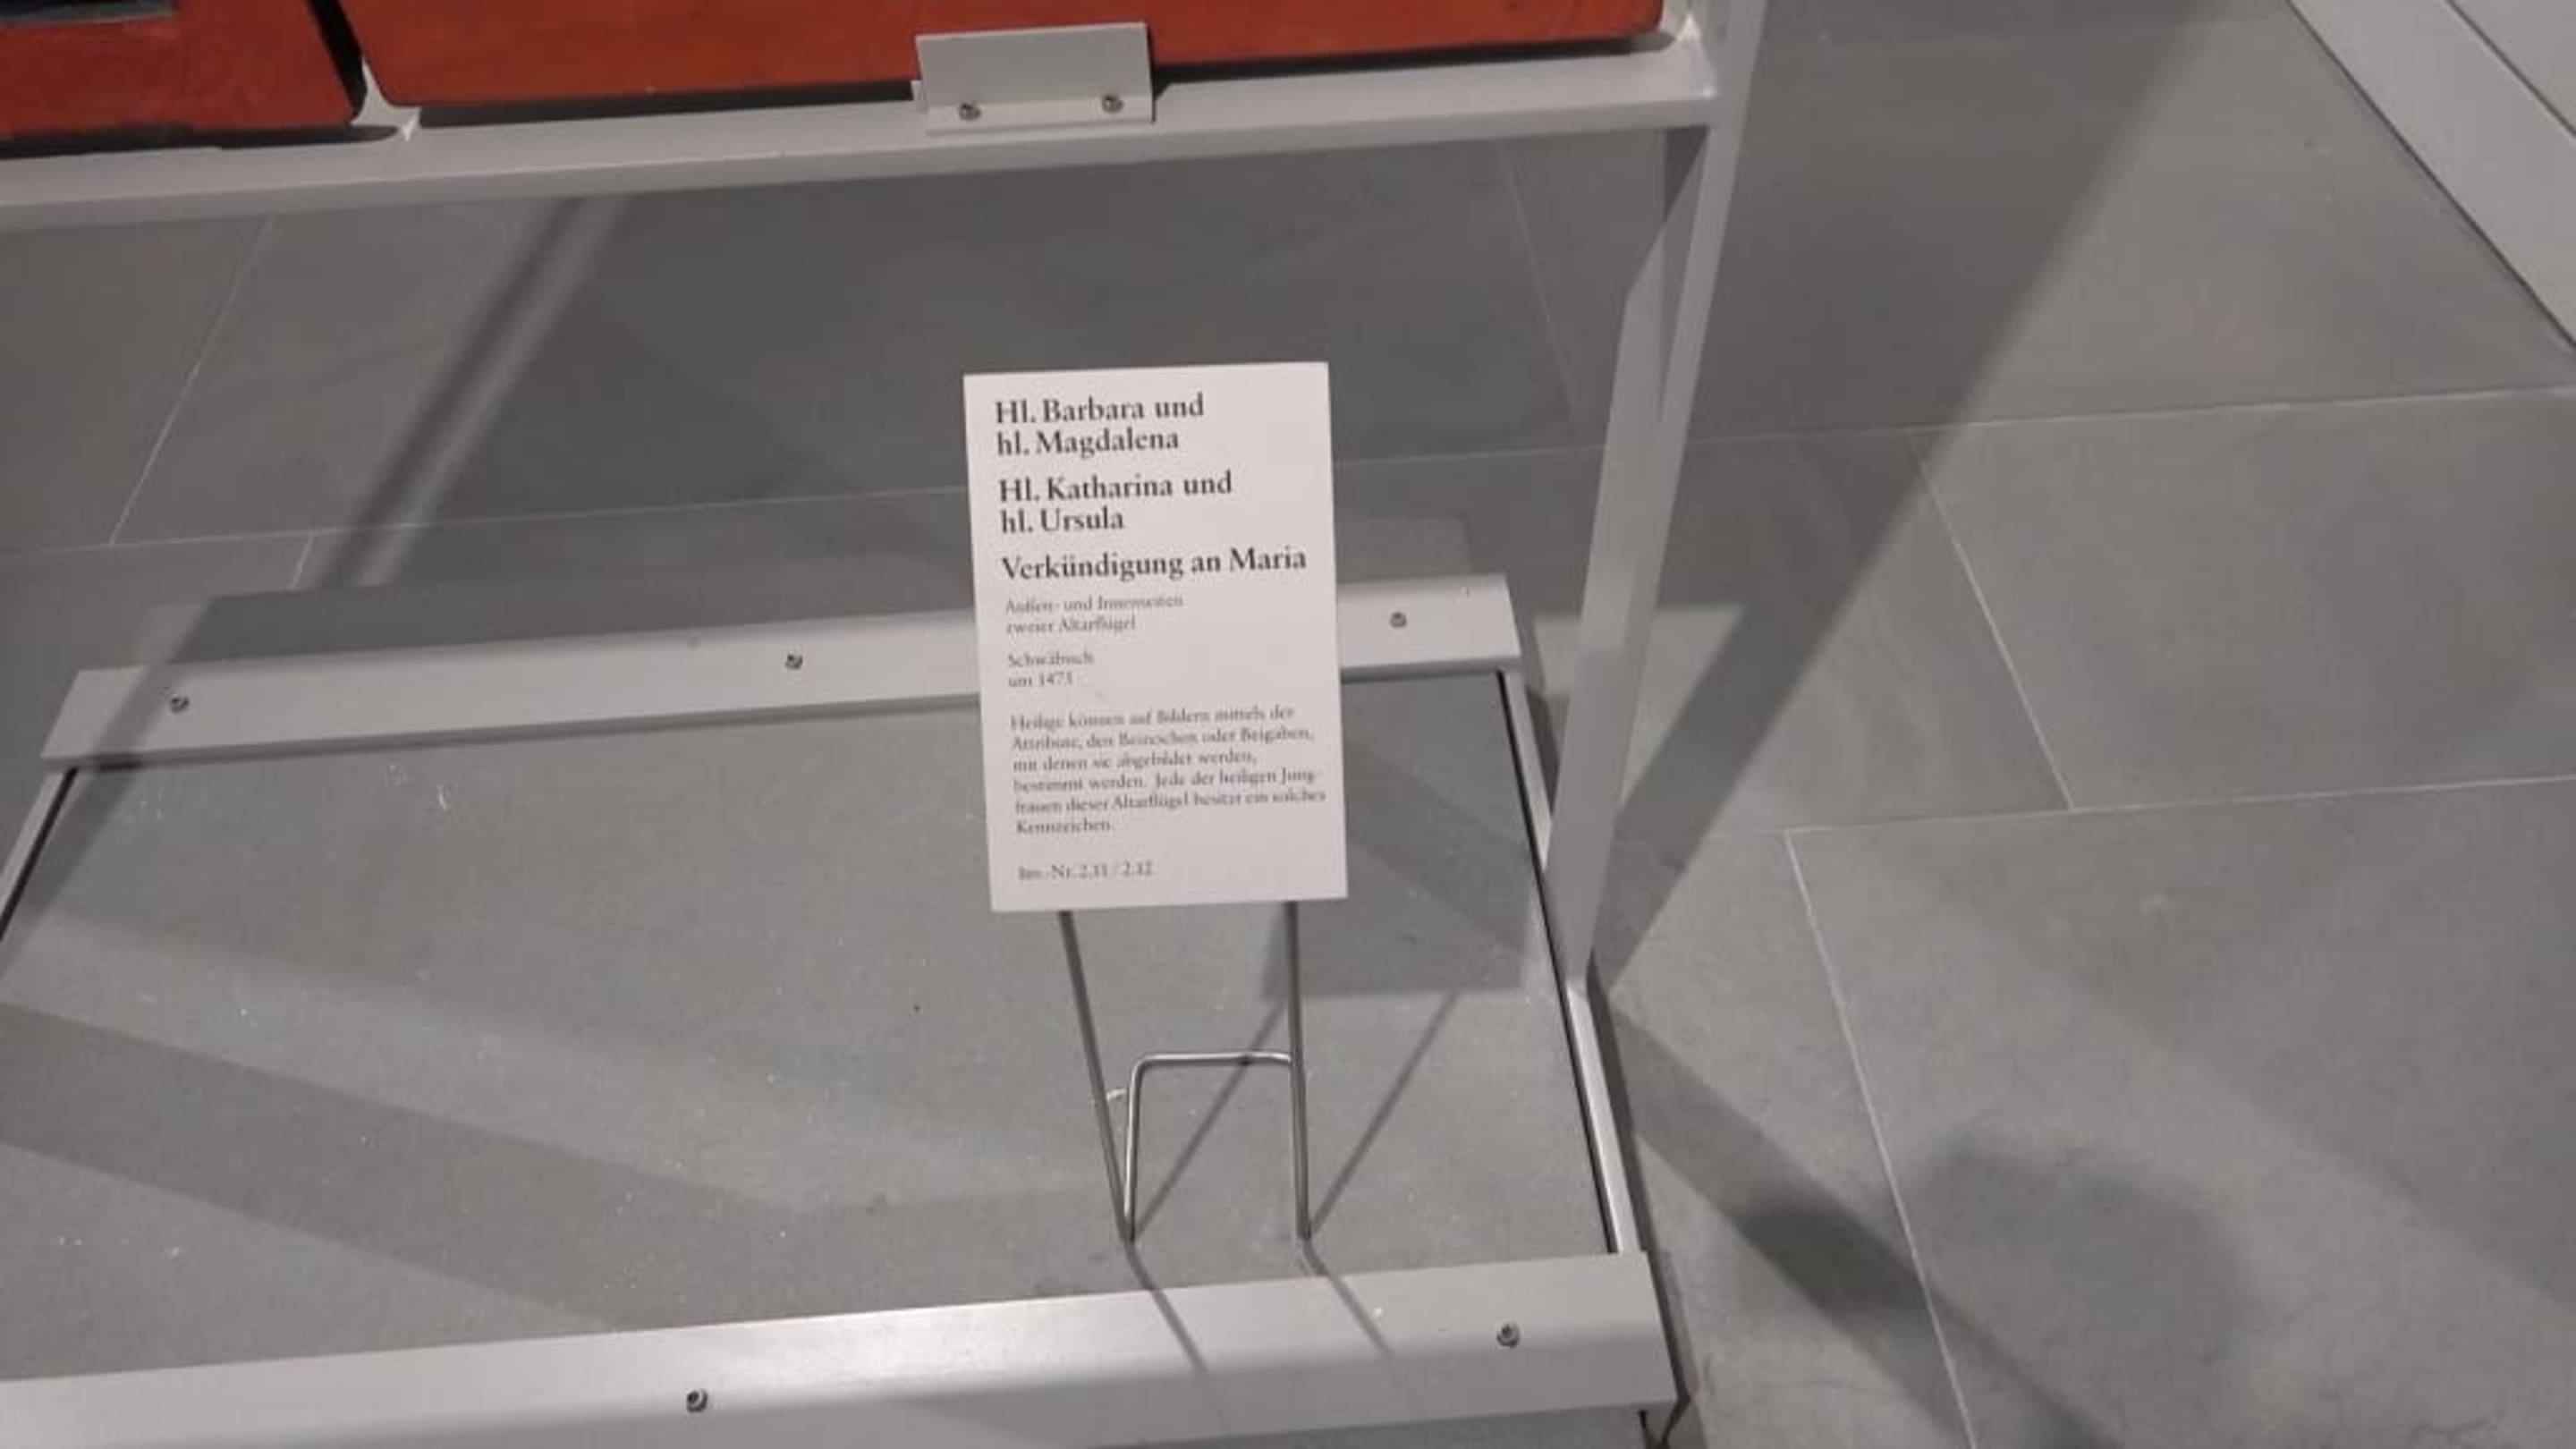 Hl. Barbara und
hl. Magdalena
Hl. Katharina und
hl. Ursula
Verkündigung an Maria
Außen- und Innenseiten
zweier Altarflügel
Schwäbisch
um 1475
Heilige können auf Bildern mittels der
Attribute, den Beizeichen oder Beigaben,
mit denen sie abgebildet werden,
bestimmt werden. Jede der heiligen Jung-
frauen dieser Altarflügel besitzt ein solches
Kennzeichen.
Inv.-Nr. 2.11 / 2.12